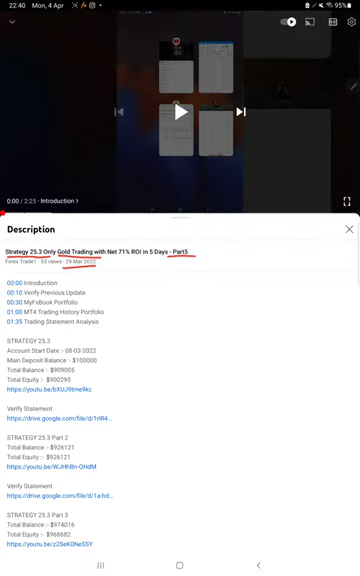 22.40 Mon, 4 Apr
95%
0:00 / 2:25 · Introduction >
Description
Strategy 25.3 Only Gold Trading with Net 71% ROI in 5 Days - Part5
Forex Trade1 · 53 views · 29 Mar 2022
00:00 Introduction
00:10 Verify Previous Update
00:30 MyFxBook Portfolio
01:00 MT4 Trading History Portfolio
01:35 Trading Statement Analysis
STRATEGY 25.3
Account Start Date :- 08-03-2022
Main Deposit Balance :- $100000
Total Balance :- $909005
Total Equity :- $900295
https://youtu.be/bXUJ9tme9kc
Verify Statement
https://drive.google.com/file/d/1rlR4...
STRATEGY 25.3 Part 2
Total Balance :- $926121
Total Equity :- $926121
https://youtu.be/WJHhBn-OHdM
Verify Statement
https://drive.google.com/file/d/1a-hd...
STRATEGY 25.3 Part 3
Total Balance :- $974016
Total Equity :- $968682
https://youtu.be/z2SeK0NeSSY